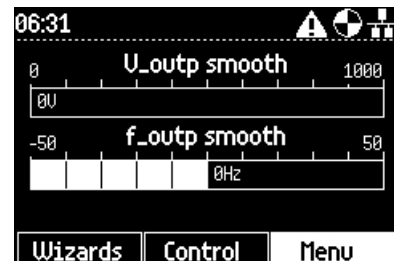 06:31
0 V_outp smooth 1000
0V
-50 f_outp smooth 50
0Hz
Wizards Control Menu